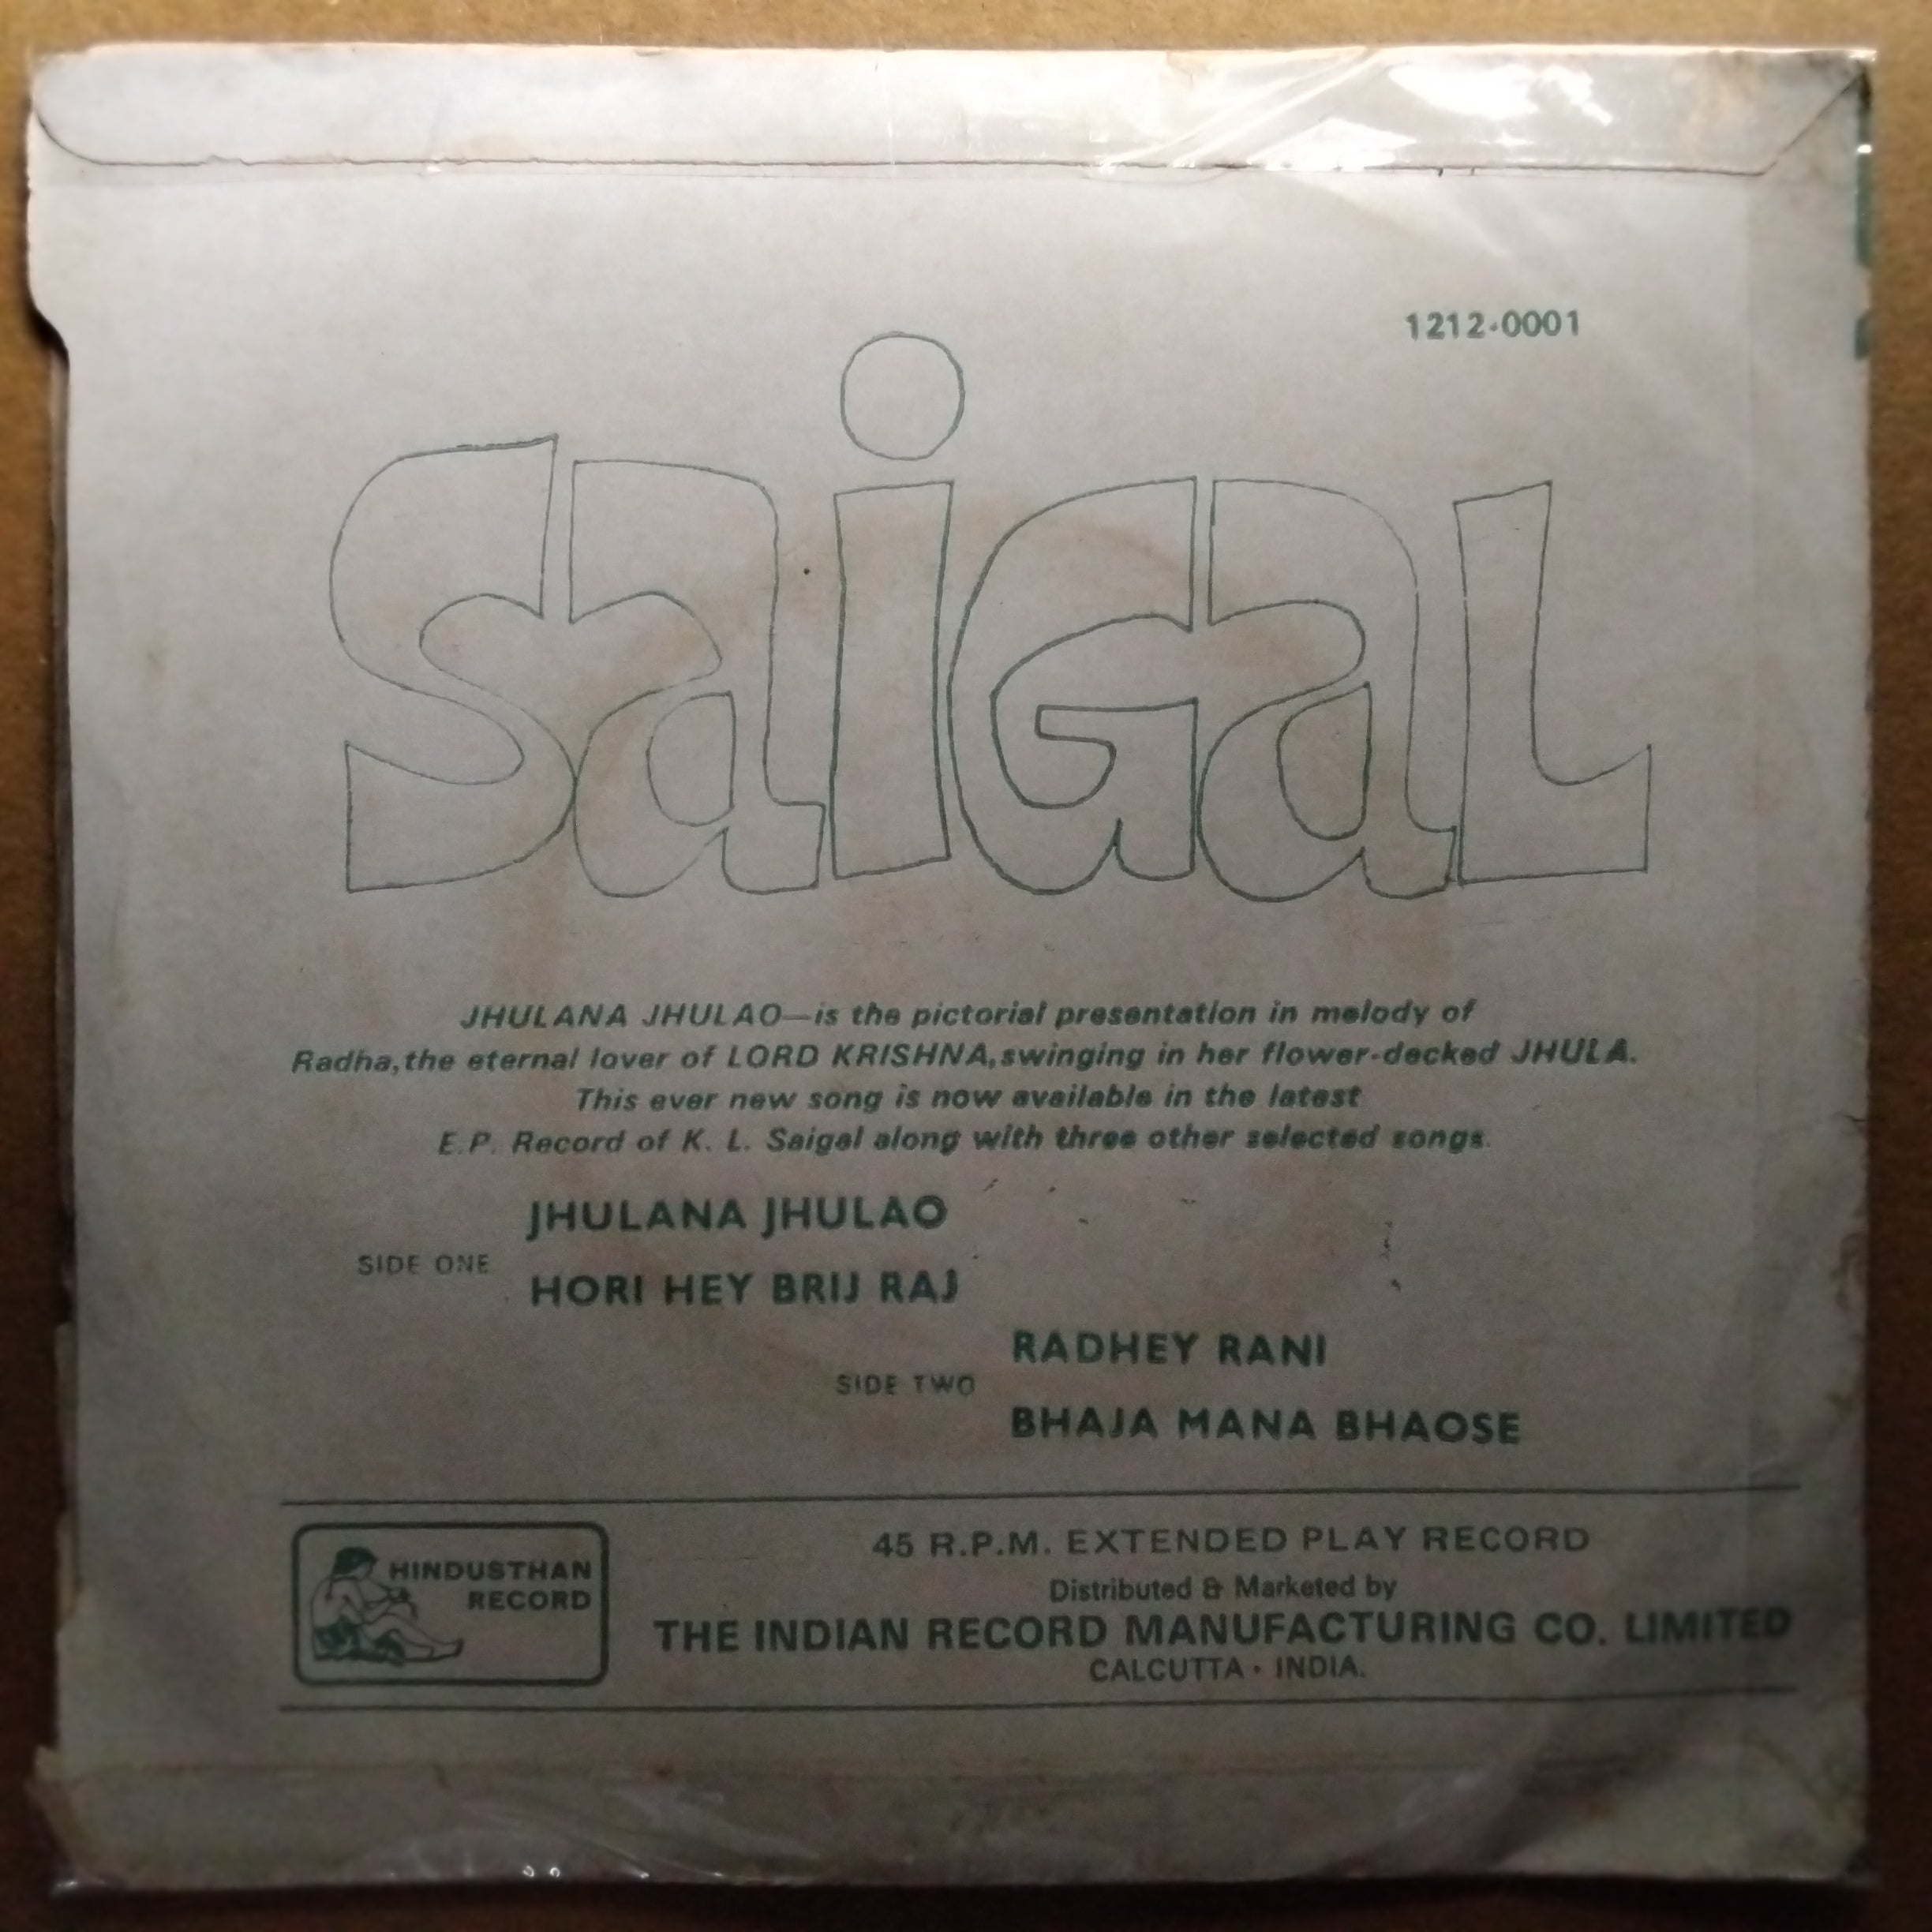 1212·0001
SaiGaL
JHULANA JHULAO—is the pictorial presentation in melody of
Radha, the eternal lover of LORD KRISHNA, swinging in her flower-decked JHULA.
This ever new song is now available in the latest
E.P. Record of K. L. Saigal along with three other selected songs.
JHULANA JHULAO
SIDE ONE
HORI HEY BRIJ RAJ
RADHEY RANI
SIDE TWO
BHAJA MANA BHAOSE
HINDUSTHAN
RECORD
45 R.P.M. EXTENDED PLAY RECORD
Distributed & Marketed by
THE INDIAN RECORD MANUFACTURING CO. LIMITED
CALCUTTA · INDIA.